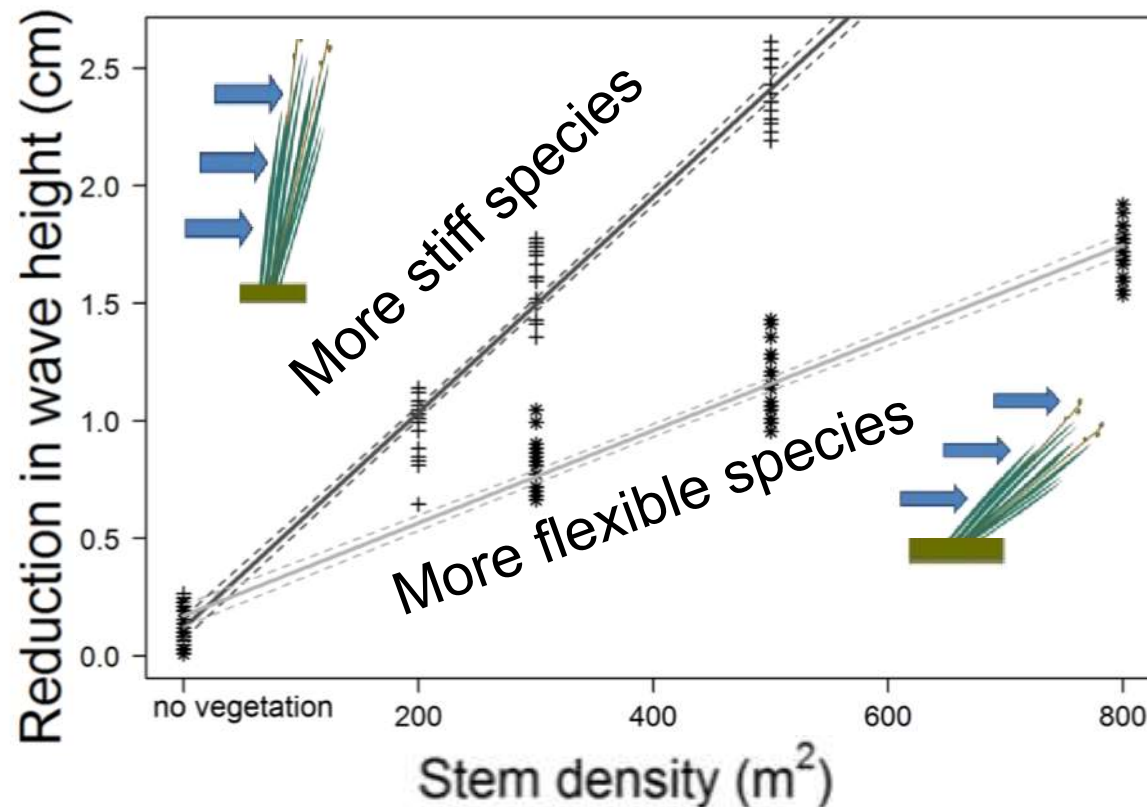 Reduction in wave height (cm)
2.5
2.0
1.5
1.0
0.5
0.0
More stiff species
More flexible species
no vegetation
200
400
600
800
Stem density (m²)